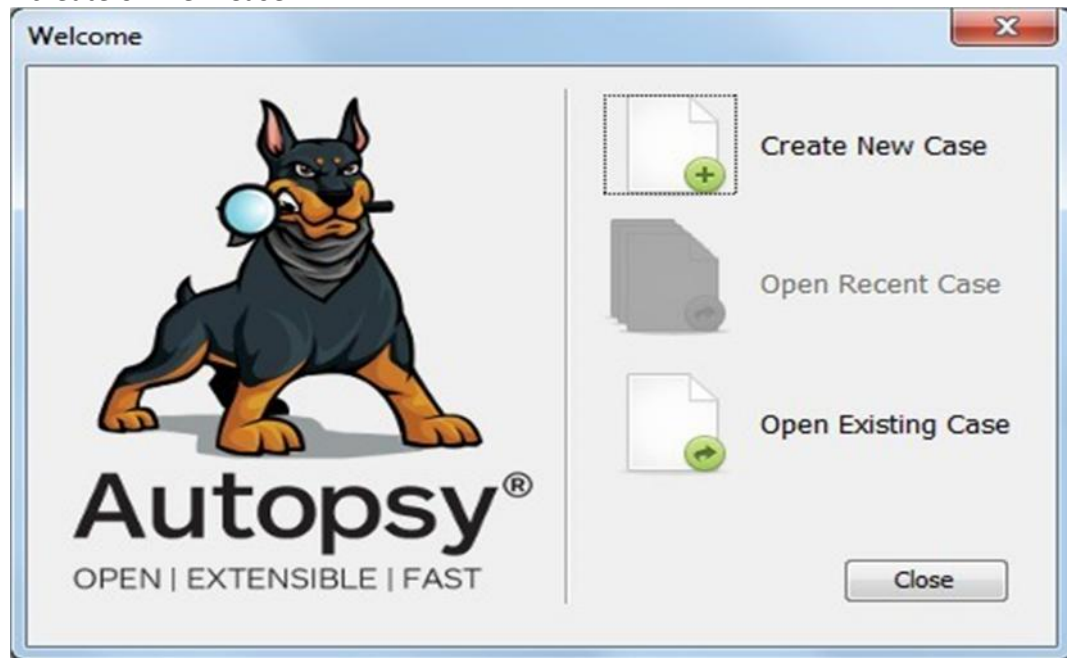 Welcome
Create New Case
Open Recent Case
Open Existing Case
Autopsy®
OPEN | EXTENSIBLE | FAST
Close